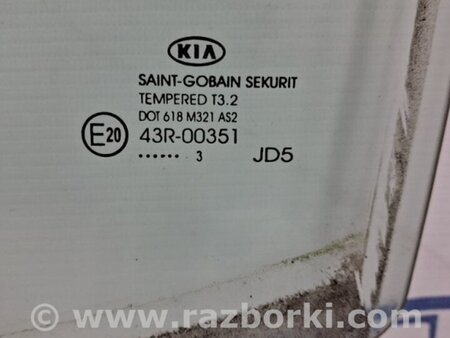 KIA
SAINT-GOBAIN SEKURIT
TEMPERED T3.2
DOT 618 M321 AS2
E20 43R-00351
...... 3 JD5
© - www.razborki.com